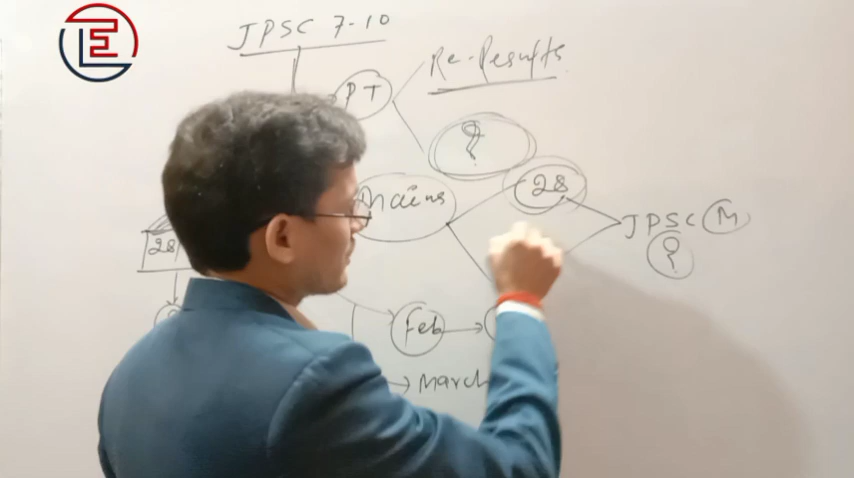 JPSC 7-10
PT
Re-Results
?
Mains
28
JPSC M
?
28
Feb
March